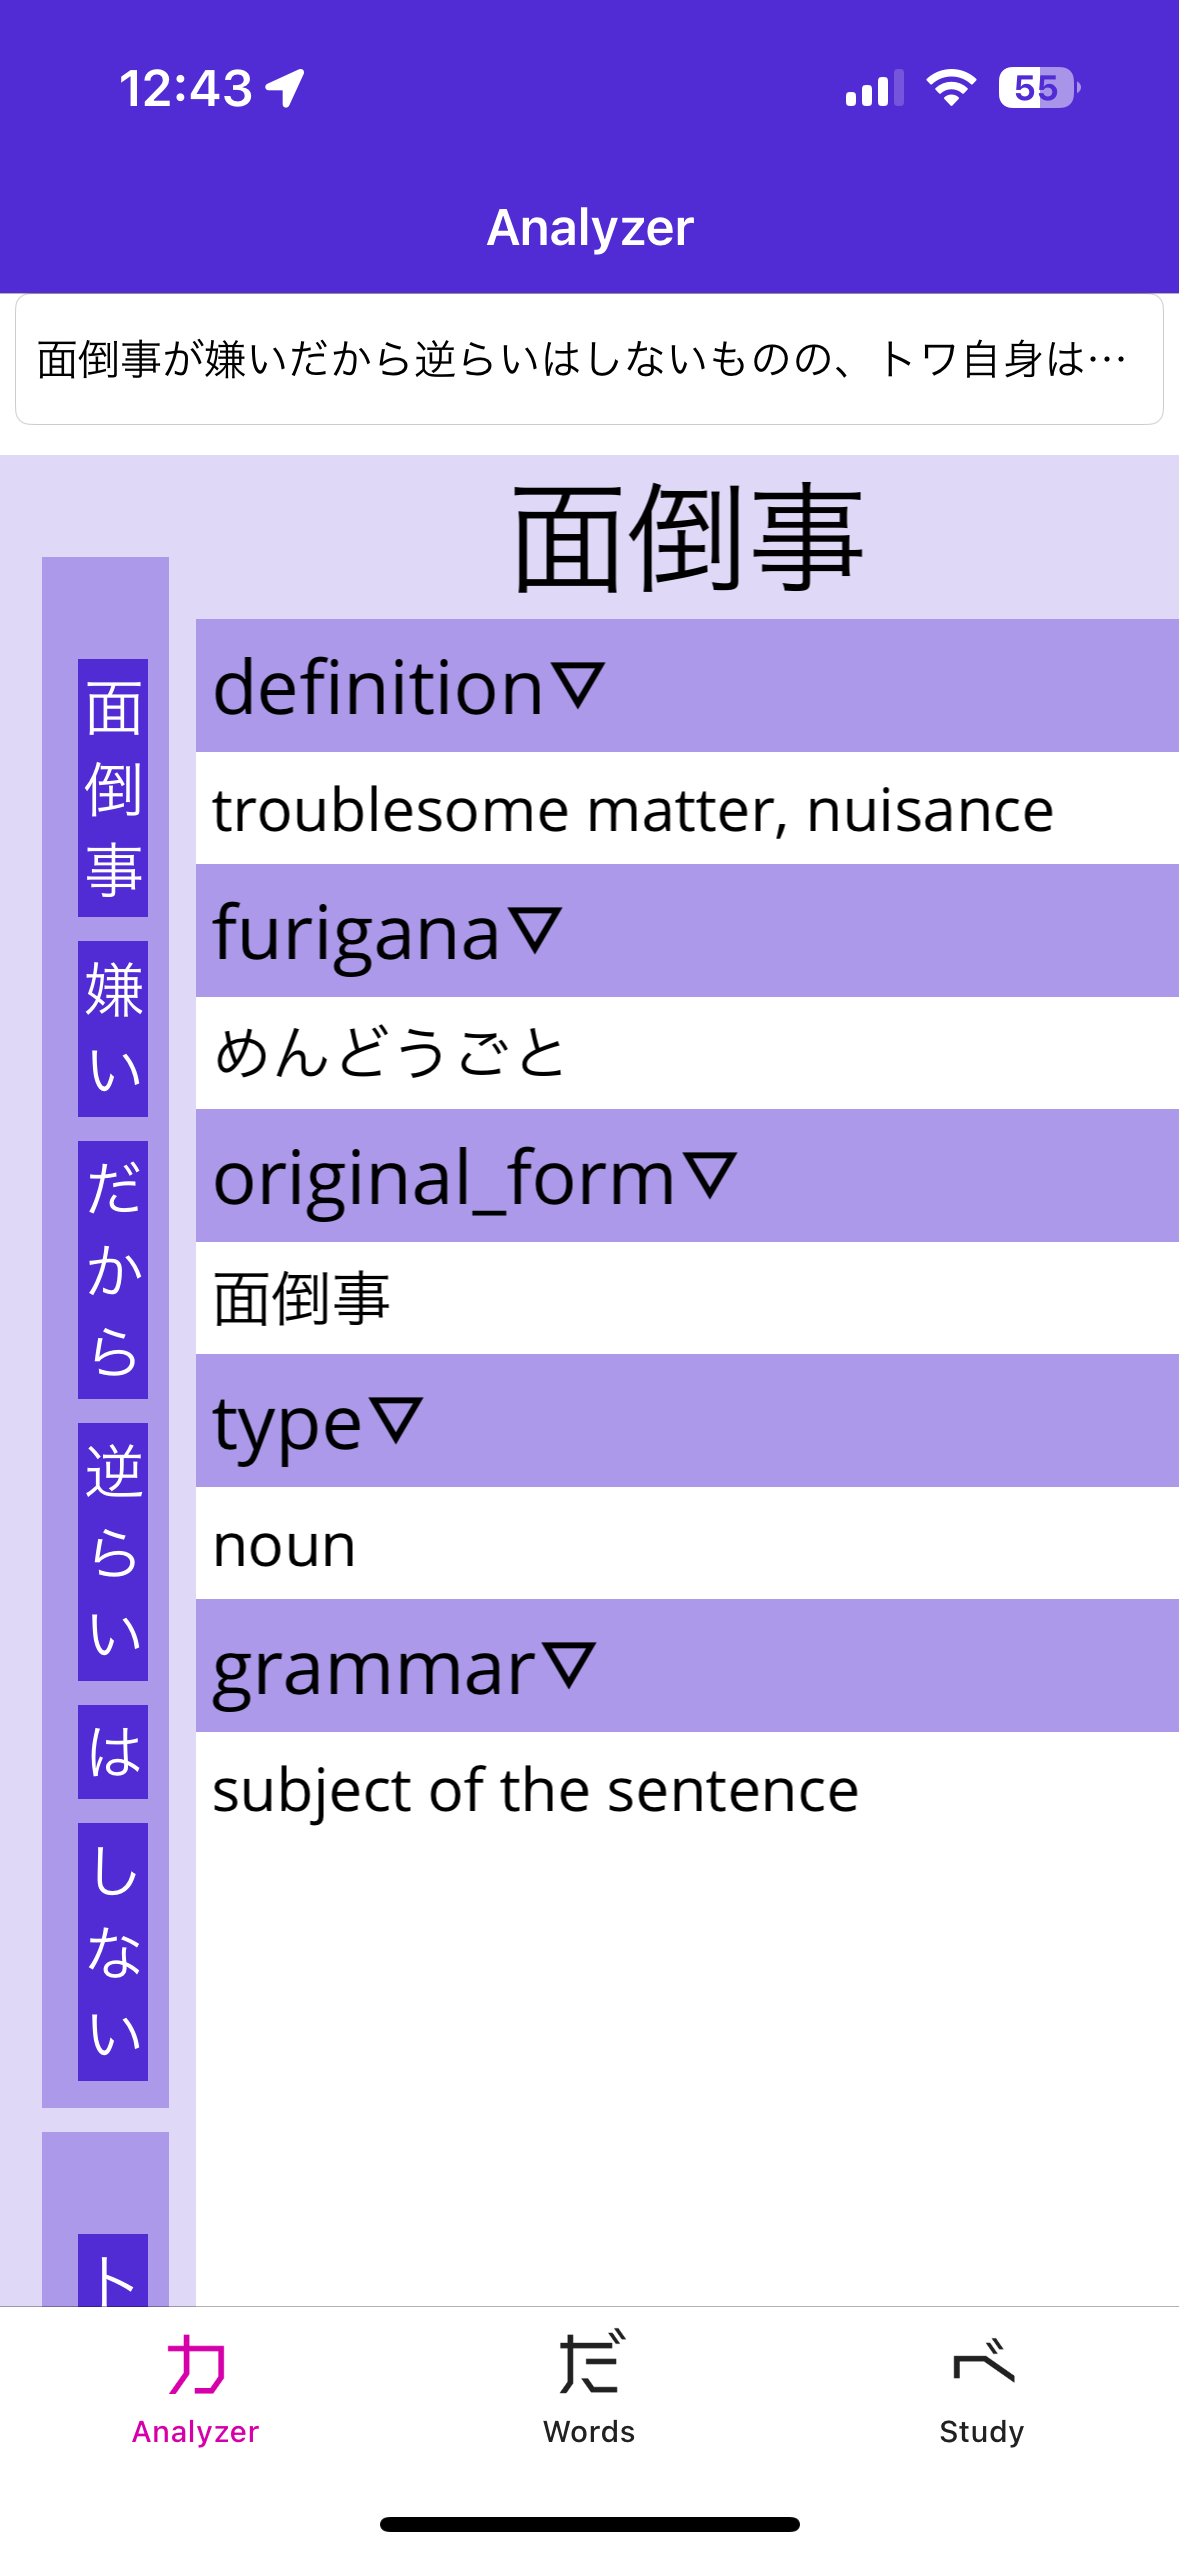 12:43
55
Analyzer
面倒事が嫌いだから逆らいはしないものの、トワ自身は…
面倒事
嫌い
だから
逆らい
は
しない
ト
面倒事
definition▽
troublesome matter, nuisance
furigana▽
めんどうごと
original_form▽
面倒事
type▽
noun
grammar▽
subject of the sentence
カ
Analyzer
だ
Words
べ
Study